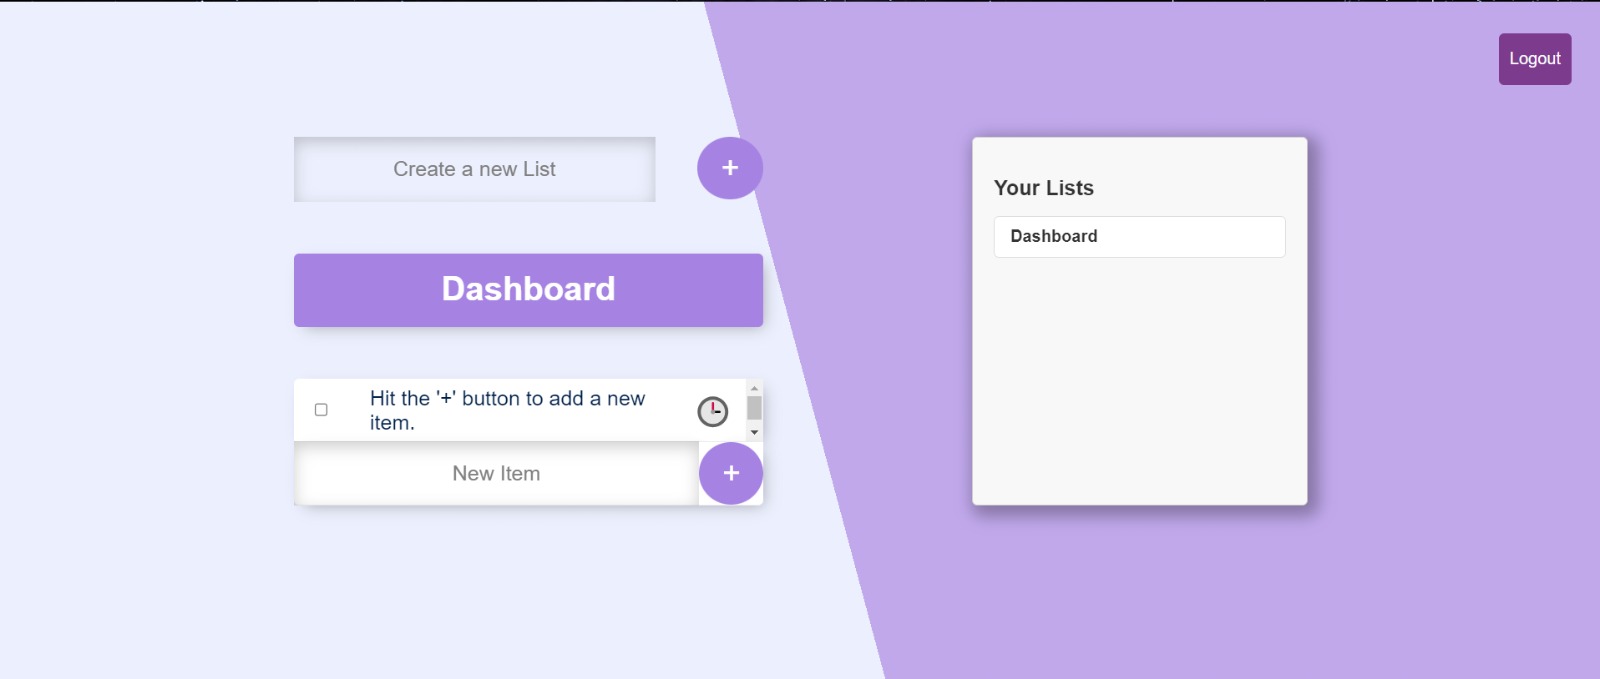 Logout
Create a new List
+
Dashboard
Hit the '+' button to add a new
item.
New Item
+
Your Lists
Dashboard